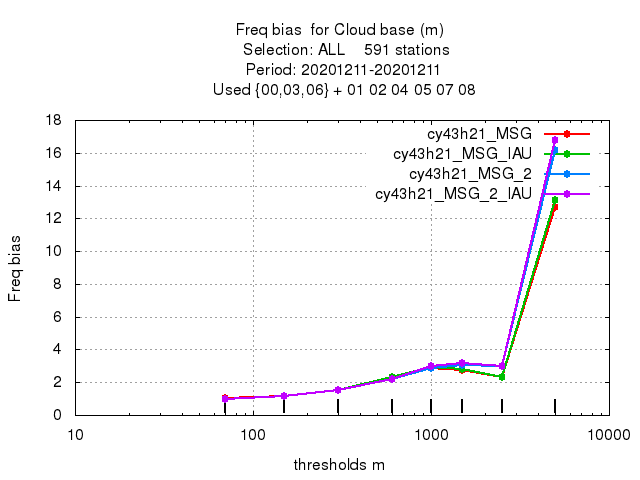 Freq bias  for Cloud base (m)
Selection: ALL    591 stations
Period: 20201211-20201211
Used {00,03,06} + 01 02 04 05 07 08
Freq bias
18
16
14
12
10
8
6
4
2
0
cy43h21_MSG
cy43h21_MSG_IAU
cy43h21_MSG_2
cy43h21_MSG_2_IAU
10 100 1000 10000
thresholds m